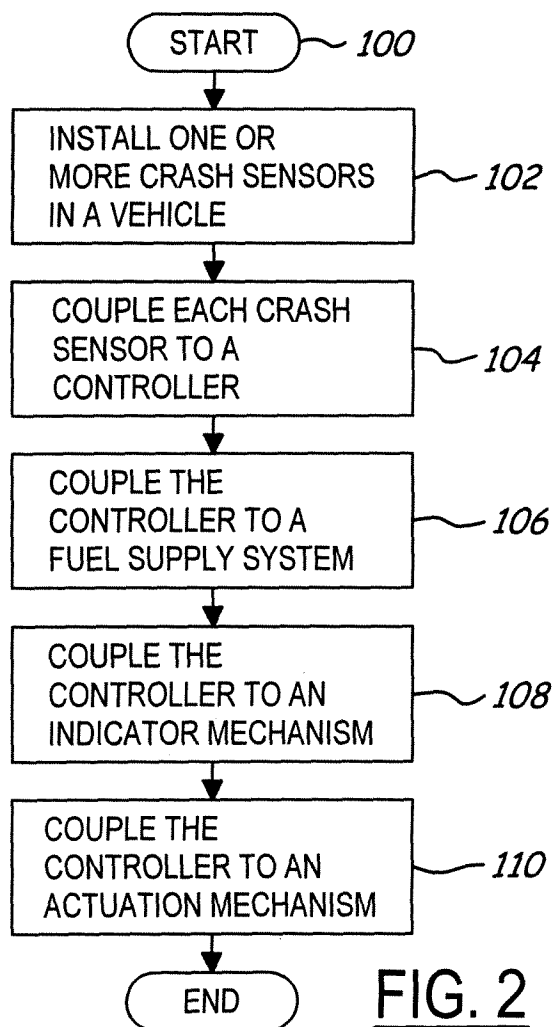 START
100
INSTALL ONE OR
MORE CRASH SENSORS
IN A VEHICLE
102
COUPLE EACH CRASH
SENSOR TO A
CONTROLLER
104
COUPLE THE
CONTROLLER TO A
FUEL SUPPLY SYSTEM
106
COUPLE THE
CONTROLLER TO AN
INDICATOR MECHANISM
108
COUPLE THE
CONTROLLER TO AN
ACTUATION MECHANISM
110
END
FIG. 2